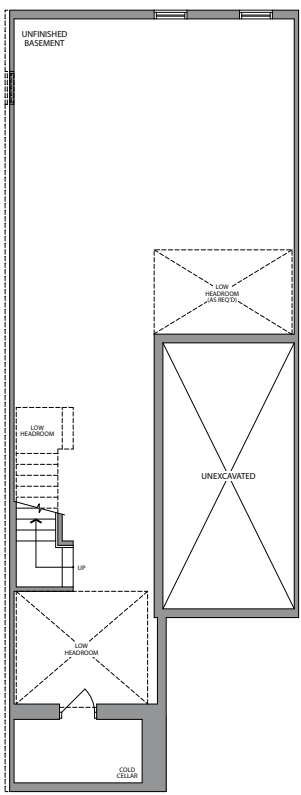 UNFINISHED
BASEMENT
LOW
HEADROOM
(AS REQ'D)
LOW
HEADROOM
UNEXCAVATED
UP
LOW
HEADROOM
COLD
CELLAR